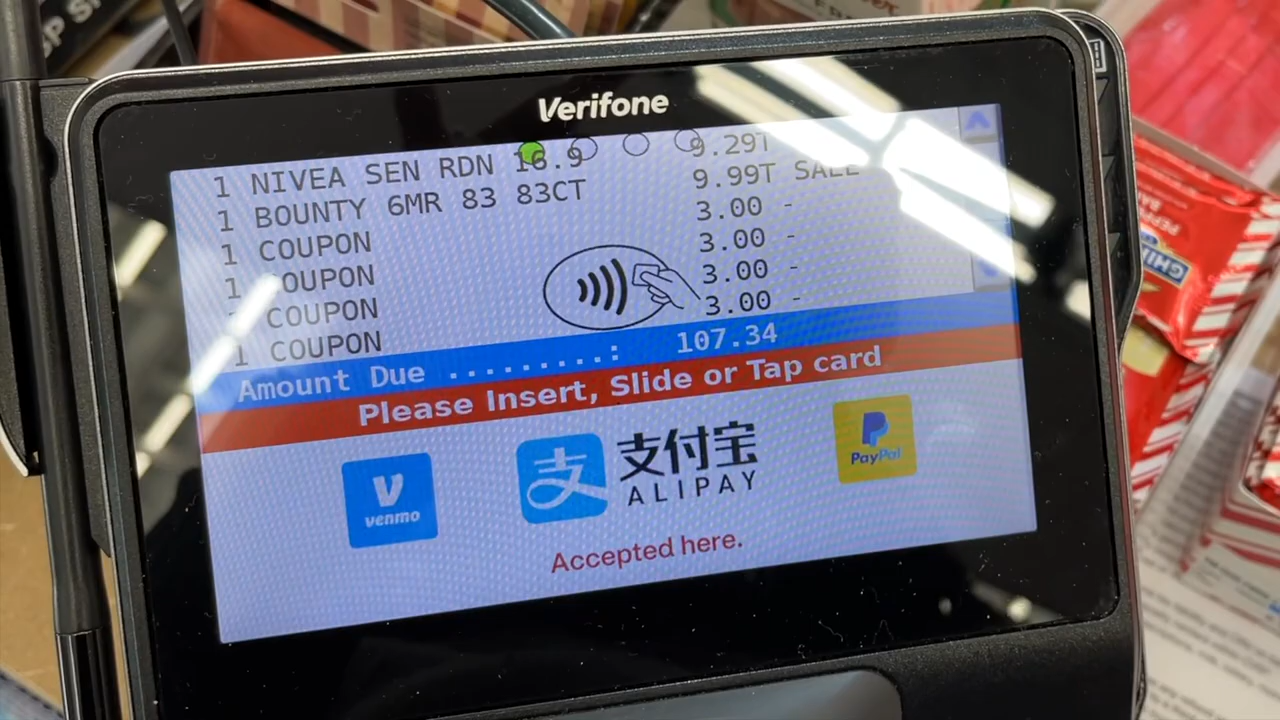 Verifone
1 NIVEA SEN RDN 16.9 9.29T
1 BOUNTY 6MR 83 83CT 9.99T SALE
1 COUPON 3.00 -
1 COUPON 3.00 -
1 COUPON 3.00 -
1 COUPON 3.00 -
Amount Due ........: 107.34
Please Insert, Slide or Tap card
venmo
支 支付宝
ALIPAY
PayPal
Accepted here.